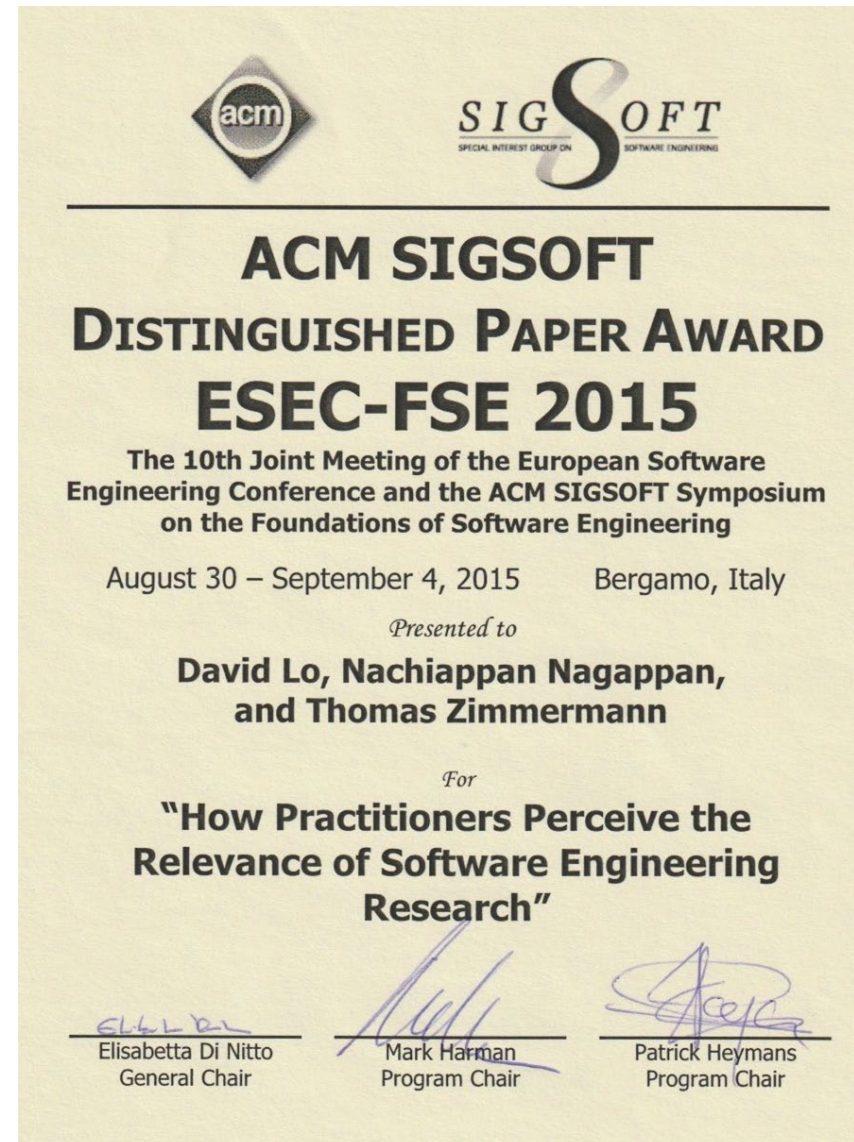 acm
SIGSOFT
SPECIAL INTEREST GROUP ON SOFTWARE ENGINEERING
ACM SIGSOFT
DISTINGUISHED PAPER AWARD
ESEC-FSE 2015
The 10th Joint Meeting of the European Software
Engineering Conference and the ACM SIGSOFT Symposium
on the Foundations of Software Engineering
August 30 – September 4, 2015 Bergamo, Italy
Presented to
David Lo, Nachiappan Nagappan,
and Thomas Zimmermann
For
“How Practitioners Perceive the
Relevance of Software Engineering
Research”
Elisabetta Di Nitto Mark Harman Patrick Heymans
General Chair Program Chair Program Chair